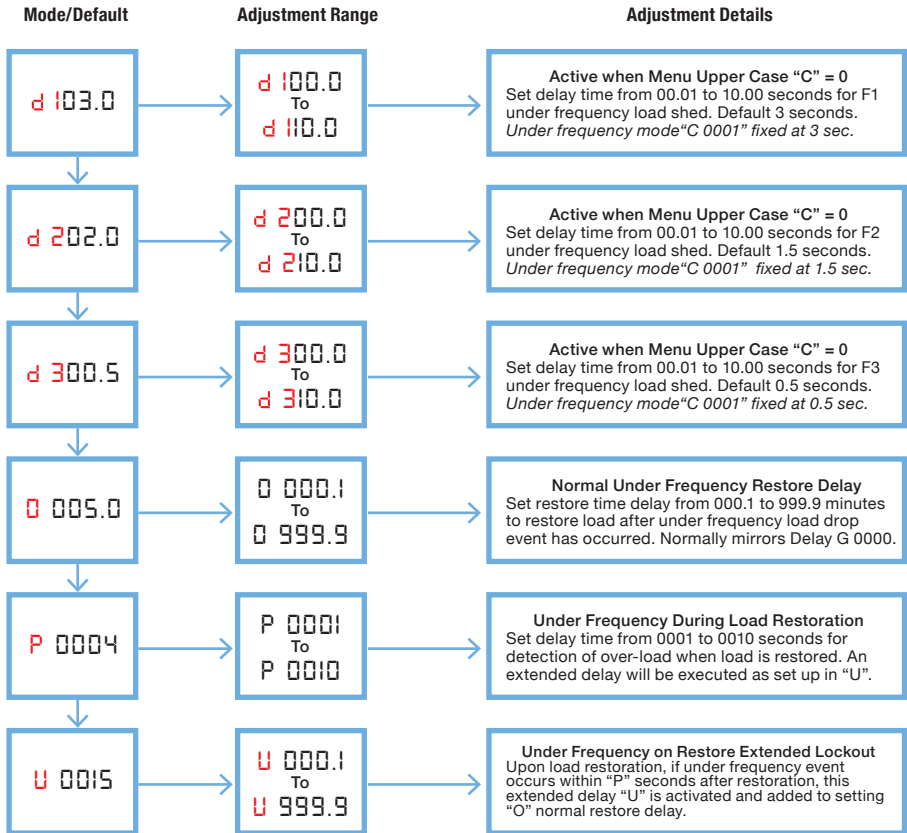 Mode/Default Adjustment Range Adjustment Details
d 103.0
d 100.0
To
d 110.0
Active when Menu Upper Case “C” = 0
Set delay time from 00.01 to 10.00 seconds for F1
under frequency load shed. Default 3 seconds.
Under frequency mode“C 0001” fixed at 3 sec.
d 202.0
d 200.0
To
d 210.0
Active when Menu Upper Case “C” = 0
Set delay time from 00.01 to 10.00 seconds for F2
under frequency load shed. Default 1.5 seconds.
Under frequency mode“C 0001” fixed at 1.5 sec.
d 300.5
d 300.0
To
d 310.0
Active when Menu Upper Case “C” = 0
Set delay time from 00.01 to 10.00 seconds for F3
under frequency load shed. Default 0.5 seconds.
Under frequency mode“C 0001” fixed at 0.5 sec.
O 005.0
O 000.1
To
O 999.9
Normal Under Frequency Restore Delay
Set restore time delay from 000.1 to 999.9 minutes
to restore load after under frequency load drop
event has occurred. Normally mirrors Delay G 0000.
P 0004
P 0001
To
P 0010
Under Frequency During Load Restoration
Set delay time from 0001 to 0010 seconds for
detection of over-load when load is restored. An
extended delay will be executed as set up in “U”.
U 0015
U 000.1
To
U 999.9
Under Frequency on Restore Extended Lockout
Upon load restoration, if under frequency event
occurs within “P” seconds after restoration, this
extended delay “U” is activated and added to setting
“O” normal restore delay.